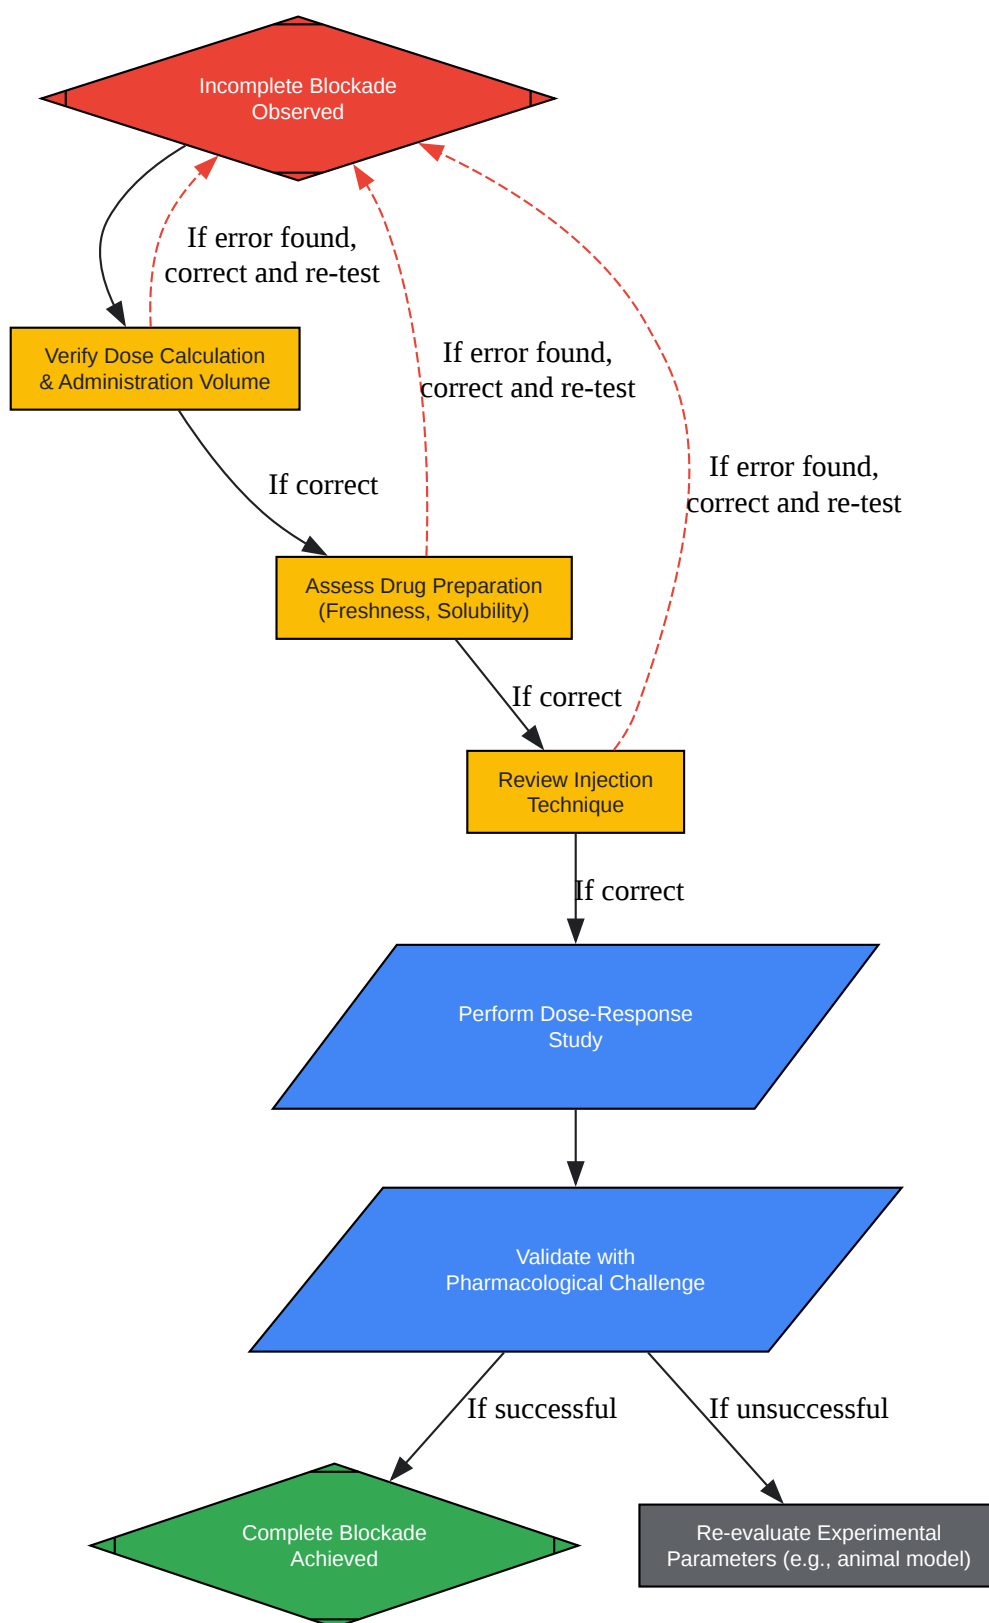 Incomplete Blockade
Observed
If error found,
correct and re-test
Verify Dose Calculation
& Administration Volume
If error found,
correct and re-test
If error found,
correct and re-test
If correct
Assess Drug Preparation
(Freshness, Solubility)
If correct
Review Injection
Technique
If correct
Perform Dose-Response
Study
Validate with
Pharmacological Challenge
If successful
If unsuccessful
Complete Blockade
Achieved
Re-evaluate Experimental
Parameters (e.g., animal model)